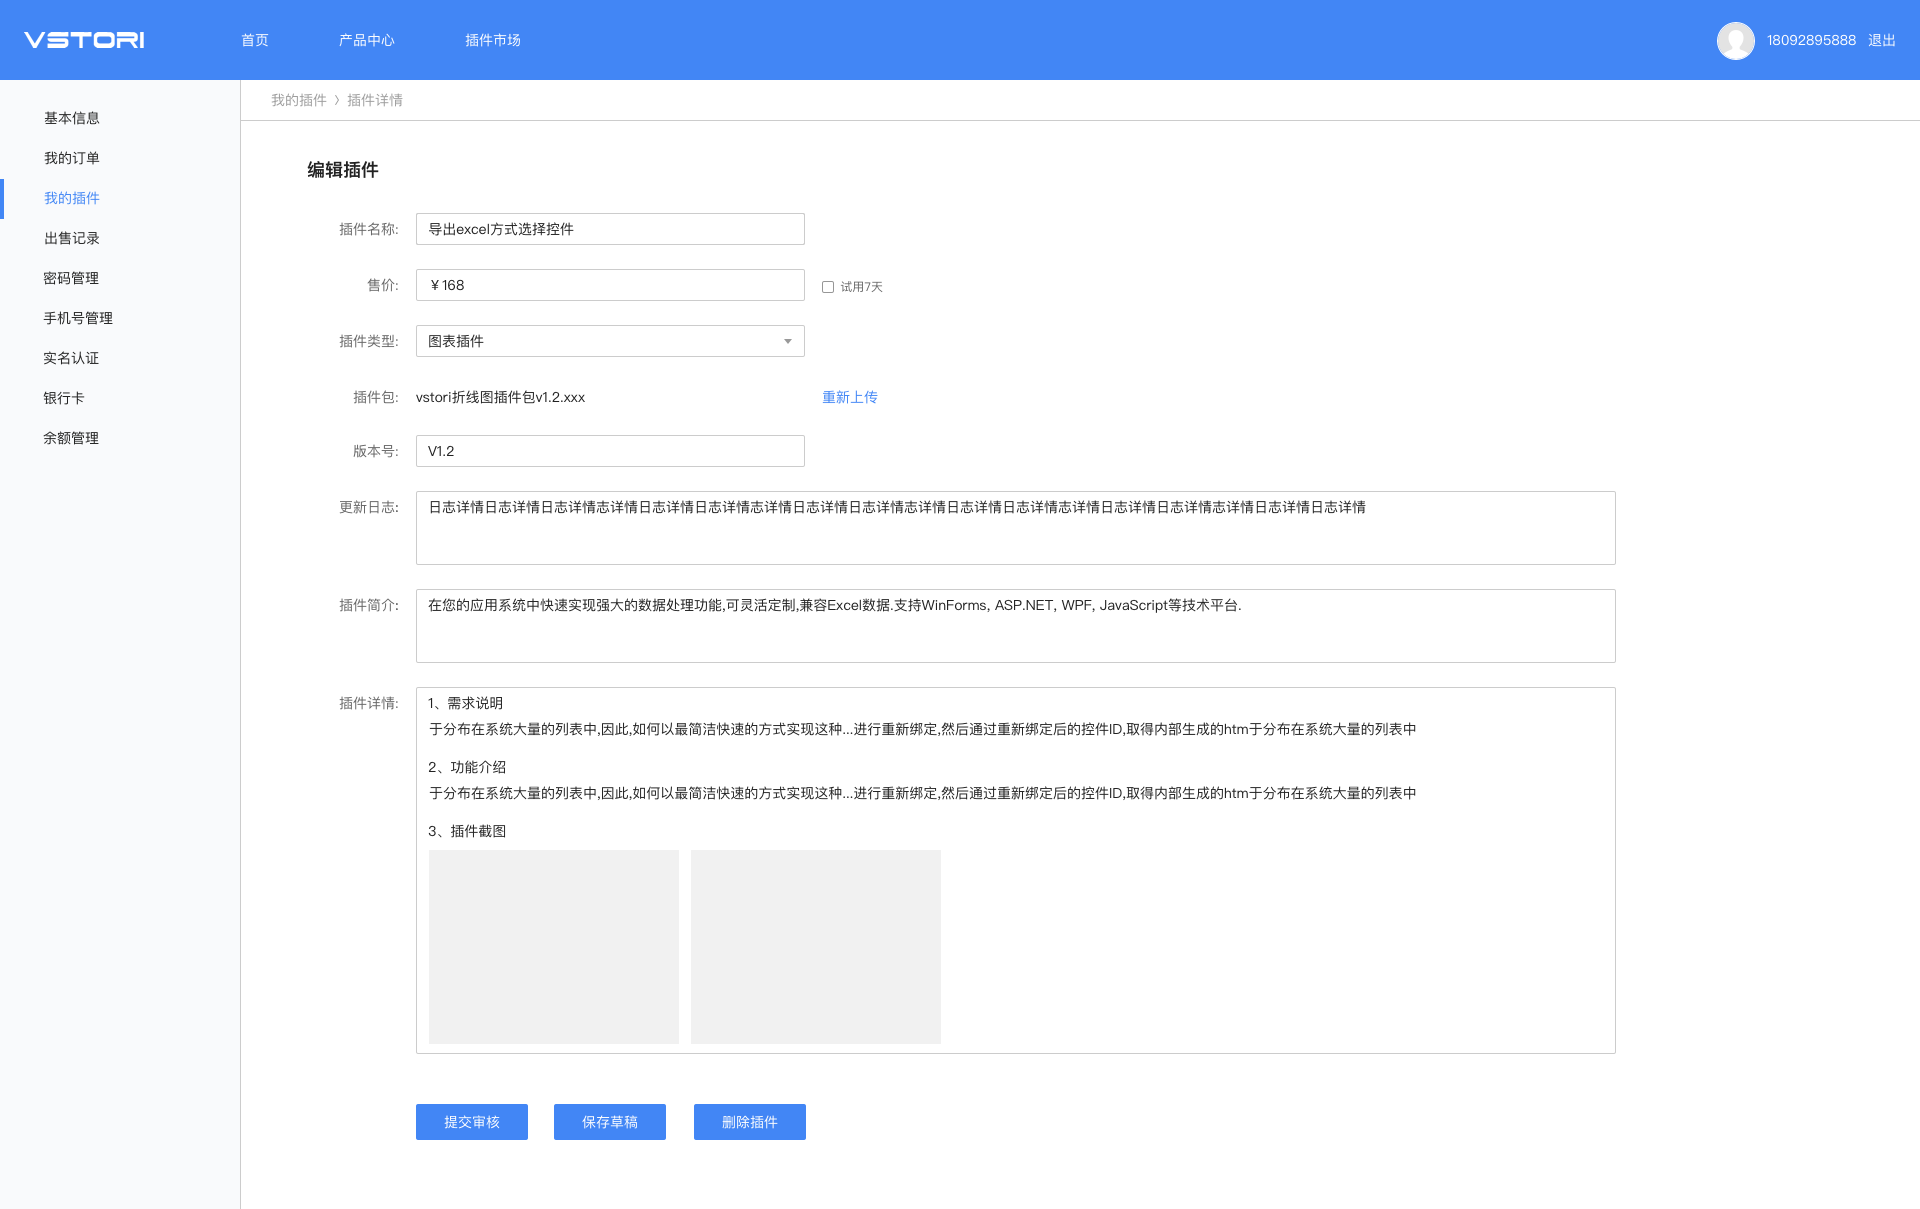 VSTORI
首页
产品中心
插件市场
18092895888
退出
基本信息
我的订单
我的插件
出售记录
密码管理
手机号管理
实名认证
银行卡
余额管理
我的插件 〉插件详情
编辑插件
插件名称:
导出excel方式选择控件
售价:
￥168
试用7天
插件类型:
图表插件
插件包:
vstori折线图插件包v1.2.xxx
重新上传
版本号:
V1.2
更新日志:
日志详情日志详情日志详情志详情日志详情日志详情志详情日志详情日志详情志详情日志详情日志详情志详情日志详情日志详情志详情日志详情日志详情
插件简介:
在您的应用系统中快速实现强大的数据处理功能,可灵活定制,兼容Excel数据.支持WinForms, ASP.NET, WPF, JavaScript等技术平台.
插件详情:
1、需求说明
于分布在系统大量的列表中,因此,如何以最简洁快速的方式实现这种...进行重新绑定,然后通过重新绑定后的控件ID,取得内部生成的htm于分布在系统大量的列表中
2、功能介绍
于分布在系统大量的列表中,因此,如何以最简洁快速的方式实现这种...进行重新绑定,然后通过重新绑定后的控件ID,取得内部生成的htm于分布在系统大量的列表中
3、插件截图
提交审核
保存草稿
删除插件